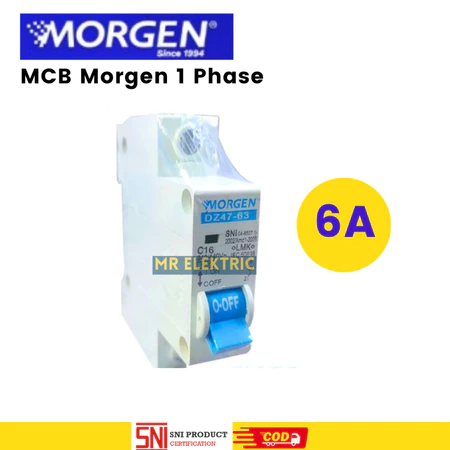 MORGEN®
Since 1994
MCB Morgen 1 Phase
MORGEN
DZ47-63
SNI
C16
«LMK»
MR ELEKTRIC
OFF
O-OFF
6A
SNI SNI PRODUCT
CERTIFICATION
COD